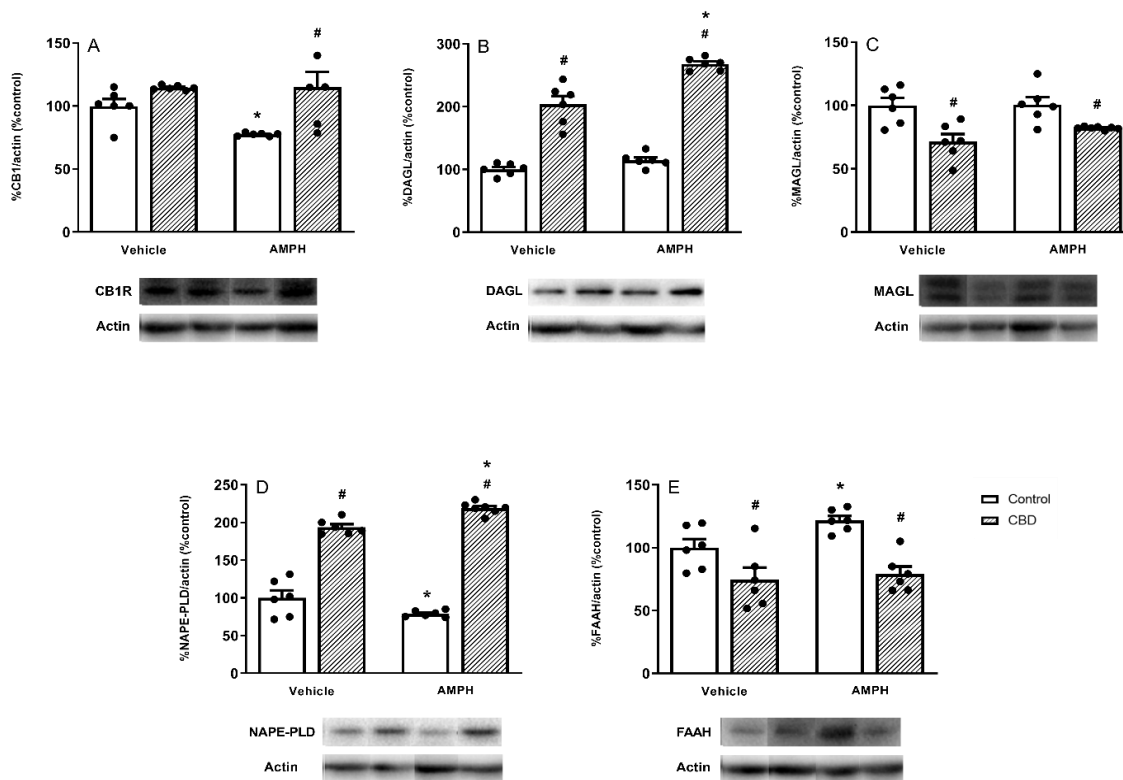 A
%CB1/actin (%control)
150
100
50
0
*
#
Vehicle
AMPH
CB1R
Actin
B
%DAGL/actin (%control)
300
200
100
0
#
*
#
Vehicle
AMPH
DAGL
Actin
C
%MAGL/actin (%control)
150
100
50
0
#
#
Vehicle
AMPH
MAGL
Actin
D
%NAPE-PLD/actin (%control)
250
200
150
100
50
0
#
*
*
#
Vehicle
AMPH
NAPE-PLD
Actin
E
%FAAH/actin (%control)
150
100
50
0
#
*
#
Vehicle
AMPH
FAAH
Actin
Control
CBD